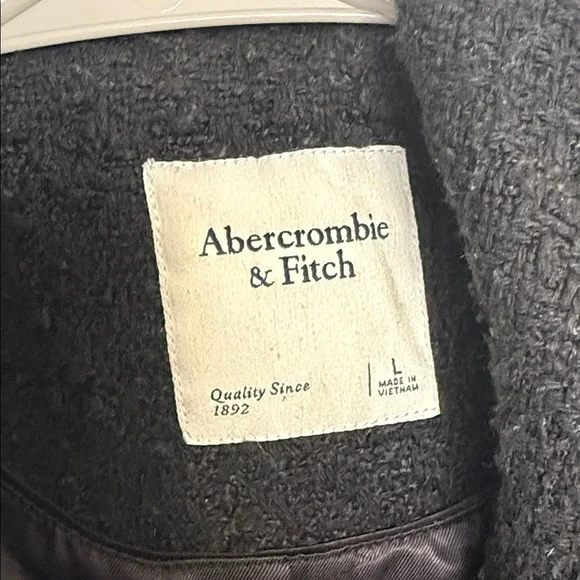 Abercrombie
& Fitch
Quality Since
1892
L
MADE IN
VIETNAM